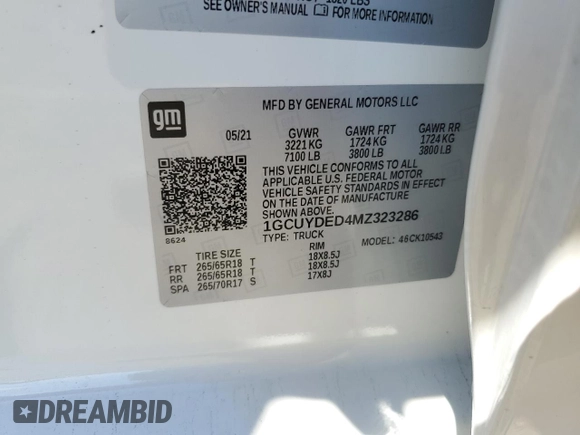 SEE OWNER'S MANUAL FOR MORE INFORMATION
gm
MFD BY GENERAL MOTORS LLC
05/21 GVWR GAWR FRT GAWR RR
3221 KG 1724 KG 1724 KG
7100 LB 3800 LB 3800 LB
THIS VEHICLE CONFORMS TO ALL
APPLICABLE U.S. FEDERAL MOTOR
VEHICLE SAFETY STANDARDS IN EFFECT
ON THE DATE OF MANUFACTURE
SHOWN ABOVE.
1GCUYDED4MZ323286
TYPE: TRUCK MODEL: 46CK10543
8624
TIRE SIZE RIM
FRT 265/65R18 T 18X8.5J
RR 265/65R18 T 18X8.5J
SPA 265/70R17 S 17X8J
DREAMBID